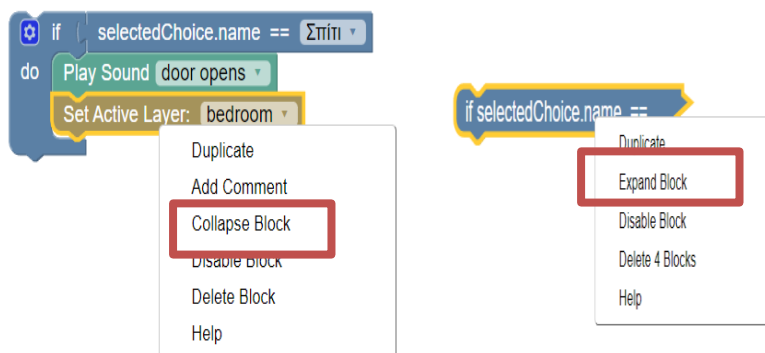 if selectedChoice.name == Σπίτι
do Play Sound door opens
Set Active Layer: bedroom
Duplicate
Add Comment
Collapse Block
Disable Block
Delete Block
Help
if selectedChoice.name ==
Duplicate
Expand Block
Disable Block
Delete 4 Blocks
Help